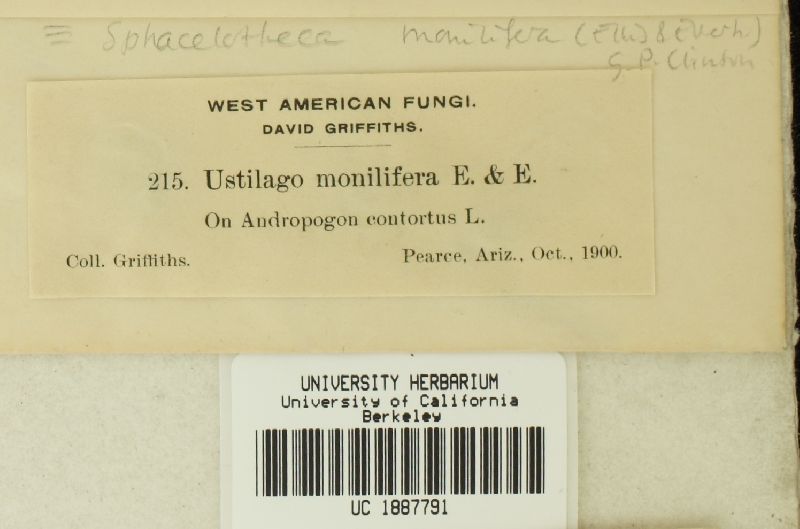 ≡ Sphacelotheca monilifera (Ell. & Everh.)
G. P. Clinton
WEST AMERICAN FUNGI.
DAVID GRIFFITHS.
215. Ustilago monilifera E. & E.
On Andropogon contortus L.
Coll. Griffiths. Pearce, Ariz., Oct., 1900.
UNIVERSITY HERBARIUM
University of California
Berkeley
UC 1887791